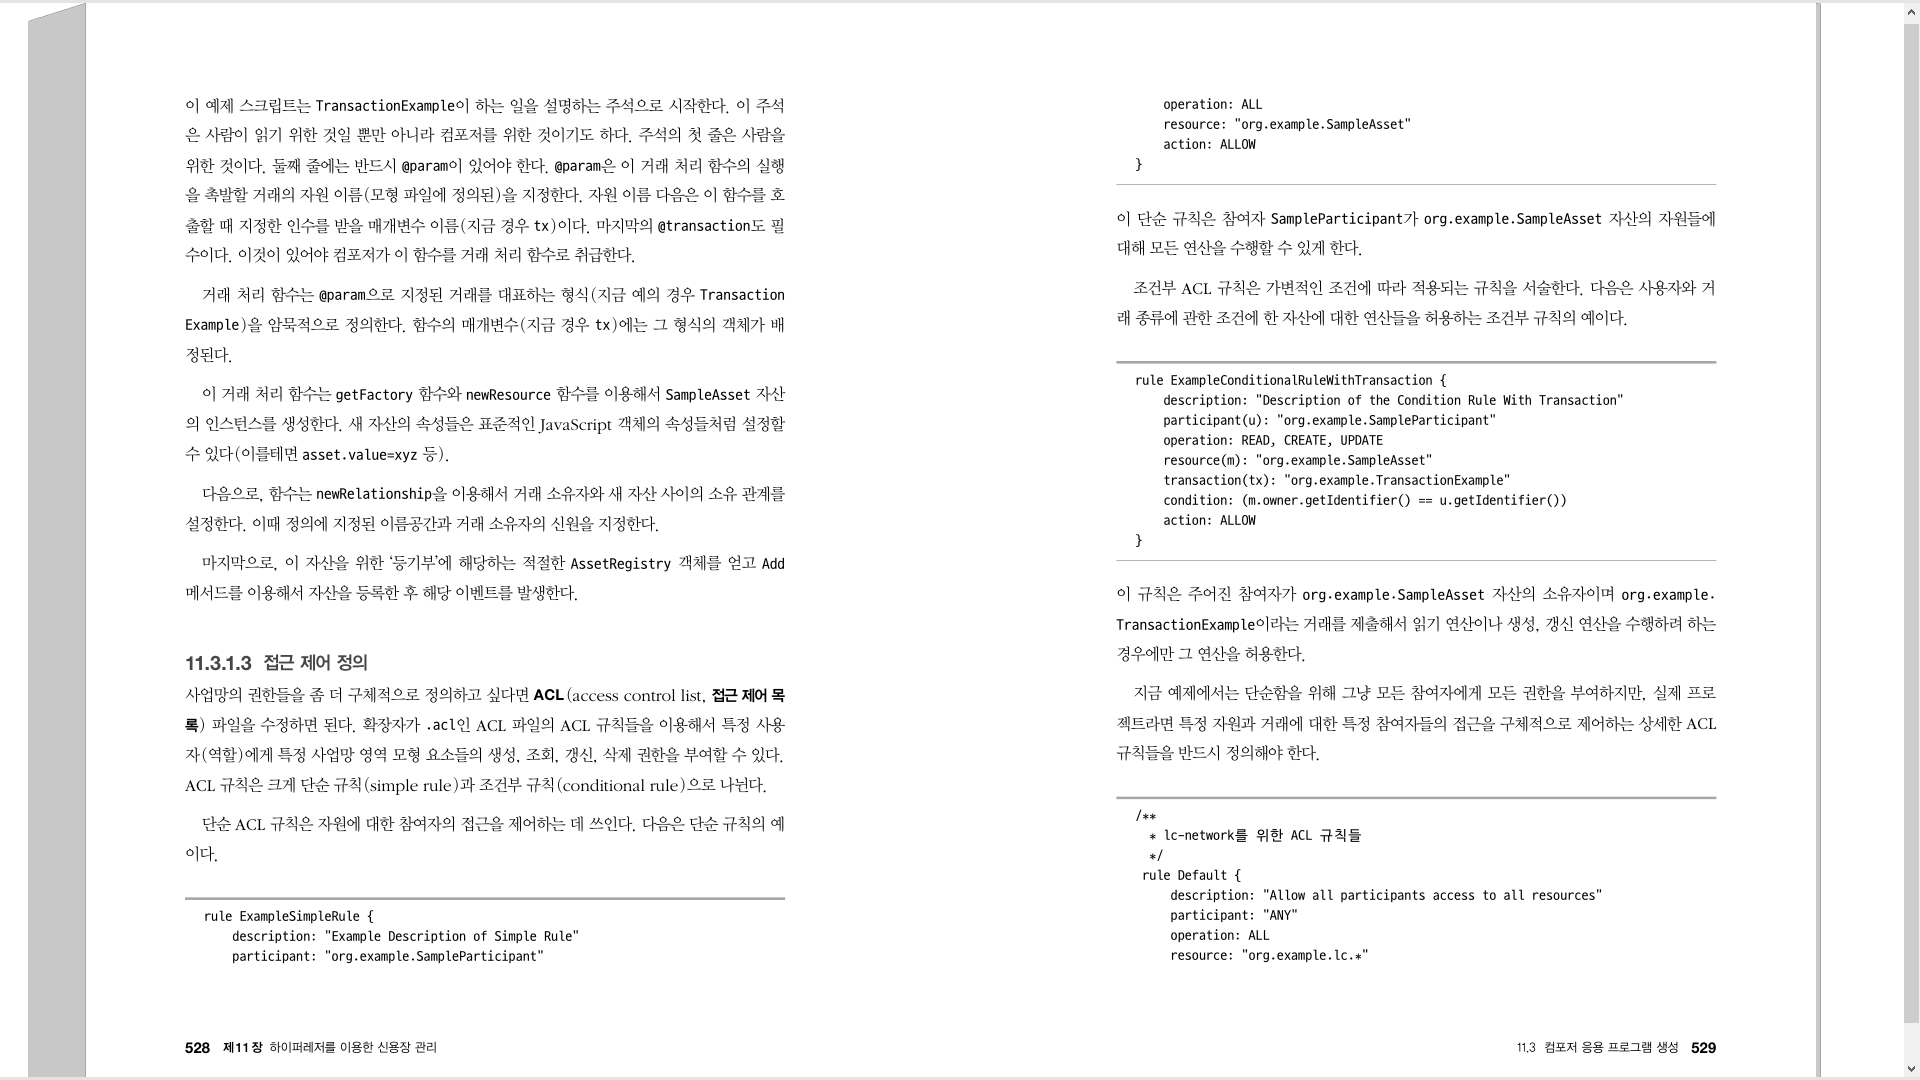 이 예제 스크립트는 TransactionExample이 하는 일을 설명하는 주석으로 시작한다. 이 주석
은 사람이 읽기 위한 것일 뿐만 아니라 컴포저를 위한 것이기도 하다. 주석의 첫 줄은 사람을
위한 것이다. 둘째 줄에는 반드시 @param이 있어야 한다. @param은 이 거래 처리 함수의 실행
을 촉발할 거래의 자원 이름(모형 파일에 정의된)을 지정한다. 자원 이름 다음은 이 함수를 호
출할 때 지정한 인수를 받을 매개변수 이름(지금 경우 tx)이다. 마지막의 @transaction도 필
수이다. 이것이 있어야 컴포저가 이 함수를 거래 처리 함수로 취급한다.
거래 처리 함수는 @param으로 지정된 거래를 대표하는 형식(지금 예의 경우 Transaction
Example)을 암묵적으로 정의한다. 함수의 매개변수(지금 경우 tx)에는 그 형식의 객체가 배
정된다.
이 거래 처리 함수는 getFactory 함수와 newResource 함수를 이용해서 SampleAsset 자산
의 인스턴스를 생성한다. 새 자산의 속성들은 표준적인 JavaScript 객체의 속성들처럼 설정할
수 있다(이를테면 asset.value=xyz 등).
다음으로, 함수는 newRelationship을 이용해서 거래 소유자와 새 자산 사이의 소유 관계를
설정한다. 이때 정의에 지정된 이름공간과 거래 소유자의 신원을 지정한다.
마지막으로, 이 자산을 위한 ‘등기부’에 해당하는 적절한 AssetRegistry 객체를 얻고 Add
메서드를 이용해서 자산을 등록한 후 해당 이벤트를 발생한다.
11.3.1.3 접근 제어 정의
사업망의 권한들을 좀 더 구체적으로 정의하고 싶다면 ACL(access control list, 접근 제어 목
록) 파일을 수정하면 된다. 확장자가 .acl인 ACL 파일의 ACL 규칙들을 이용해서 특정 사용
자(역할)에게 특정 사업망 영역 모형 요소들의 생성, 조회, 갱신, 삭제 권한을 부여할 수 있다.
ACL 규칙은 크게 단순 규칙(simple rule)과 조건부 규칙(conditional rule)으로 나뉜다.
단순 ACL 규칙은 자원에 대한 참여자의 접근을 제어하는 데 쓰인다. 다음은 단순 규칙의 예
이다.
rule ExampleSimpleRule {
description: "Example Description of Simple Rule"
participant: "org.example.SampleParticipant"
528 제11장 하이퍼레저를 이용한 신용장 관리
operation: ALL
resource: "org.example.SampleAsset"
action: ALLOW
}
이 단순 규칙은 참여자 SampleParticipant가 org.example.SampleAsset 자산의 자원들에
대해 모든 연산을 수행할 수 있게 한다.
조건부 ACL 규칙은 가변적인 조건에 따라 적용되는 규칙을 서술한다. 다음은 사용자와 거
래 종류에 관한 조건에 한 자산에 대한 연산들을 허용하는 조건부 규칙의 예이다.
rule ExampleConditionalRuleWithTransaction {
description: "Description of the Condition Rule With Transaction"
participant(u): "org.example.SampleParticipant"
operation: READ, CREATE, UPDATE
resource(m): "org.example.SampleAsset"
transaction(tx): "org.example.TransactionExample"
condition: (m.owner.getIdentifier() == u.getIdentifier())
action: ALLOW
}
이 규칙은 주어진 참여자가 org.example.SampleAsset 자산의 소유자이며 org.example.
TransactionExample이라는 거래를 제출해서 읽기 연산이나 생성, 갱신 연산을 수행하려 하는
경우에만 그 연산을 허용한다.
지금 예제에서는 단순함을 위해 그냥 모든 참여자에게 모든 권한을 부여하지만, 실제 프로
젝트라면 특정 자원과 거래에 대한 특정 참여자들의 접근을 구체적으로 제어하는 상세한 ACL
규칙들을 반드시 정의해야 한다.
/**
* lc-network를 위한 ACL 규칙들
*/
rule Default {
description: "Allow all participants access to all resources"
participant: "ANY"
operation: ALL
resource: "org.example.lc.*"
11.3 컴포저 응용 프로그램 생성 529